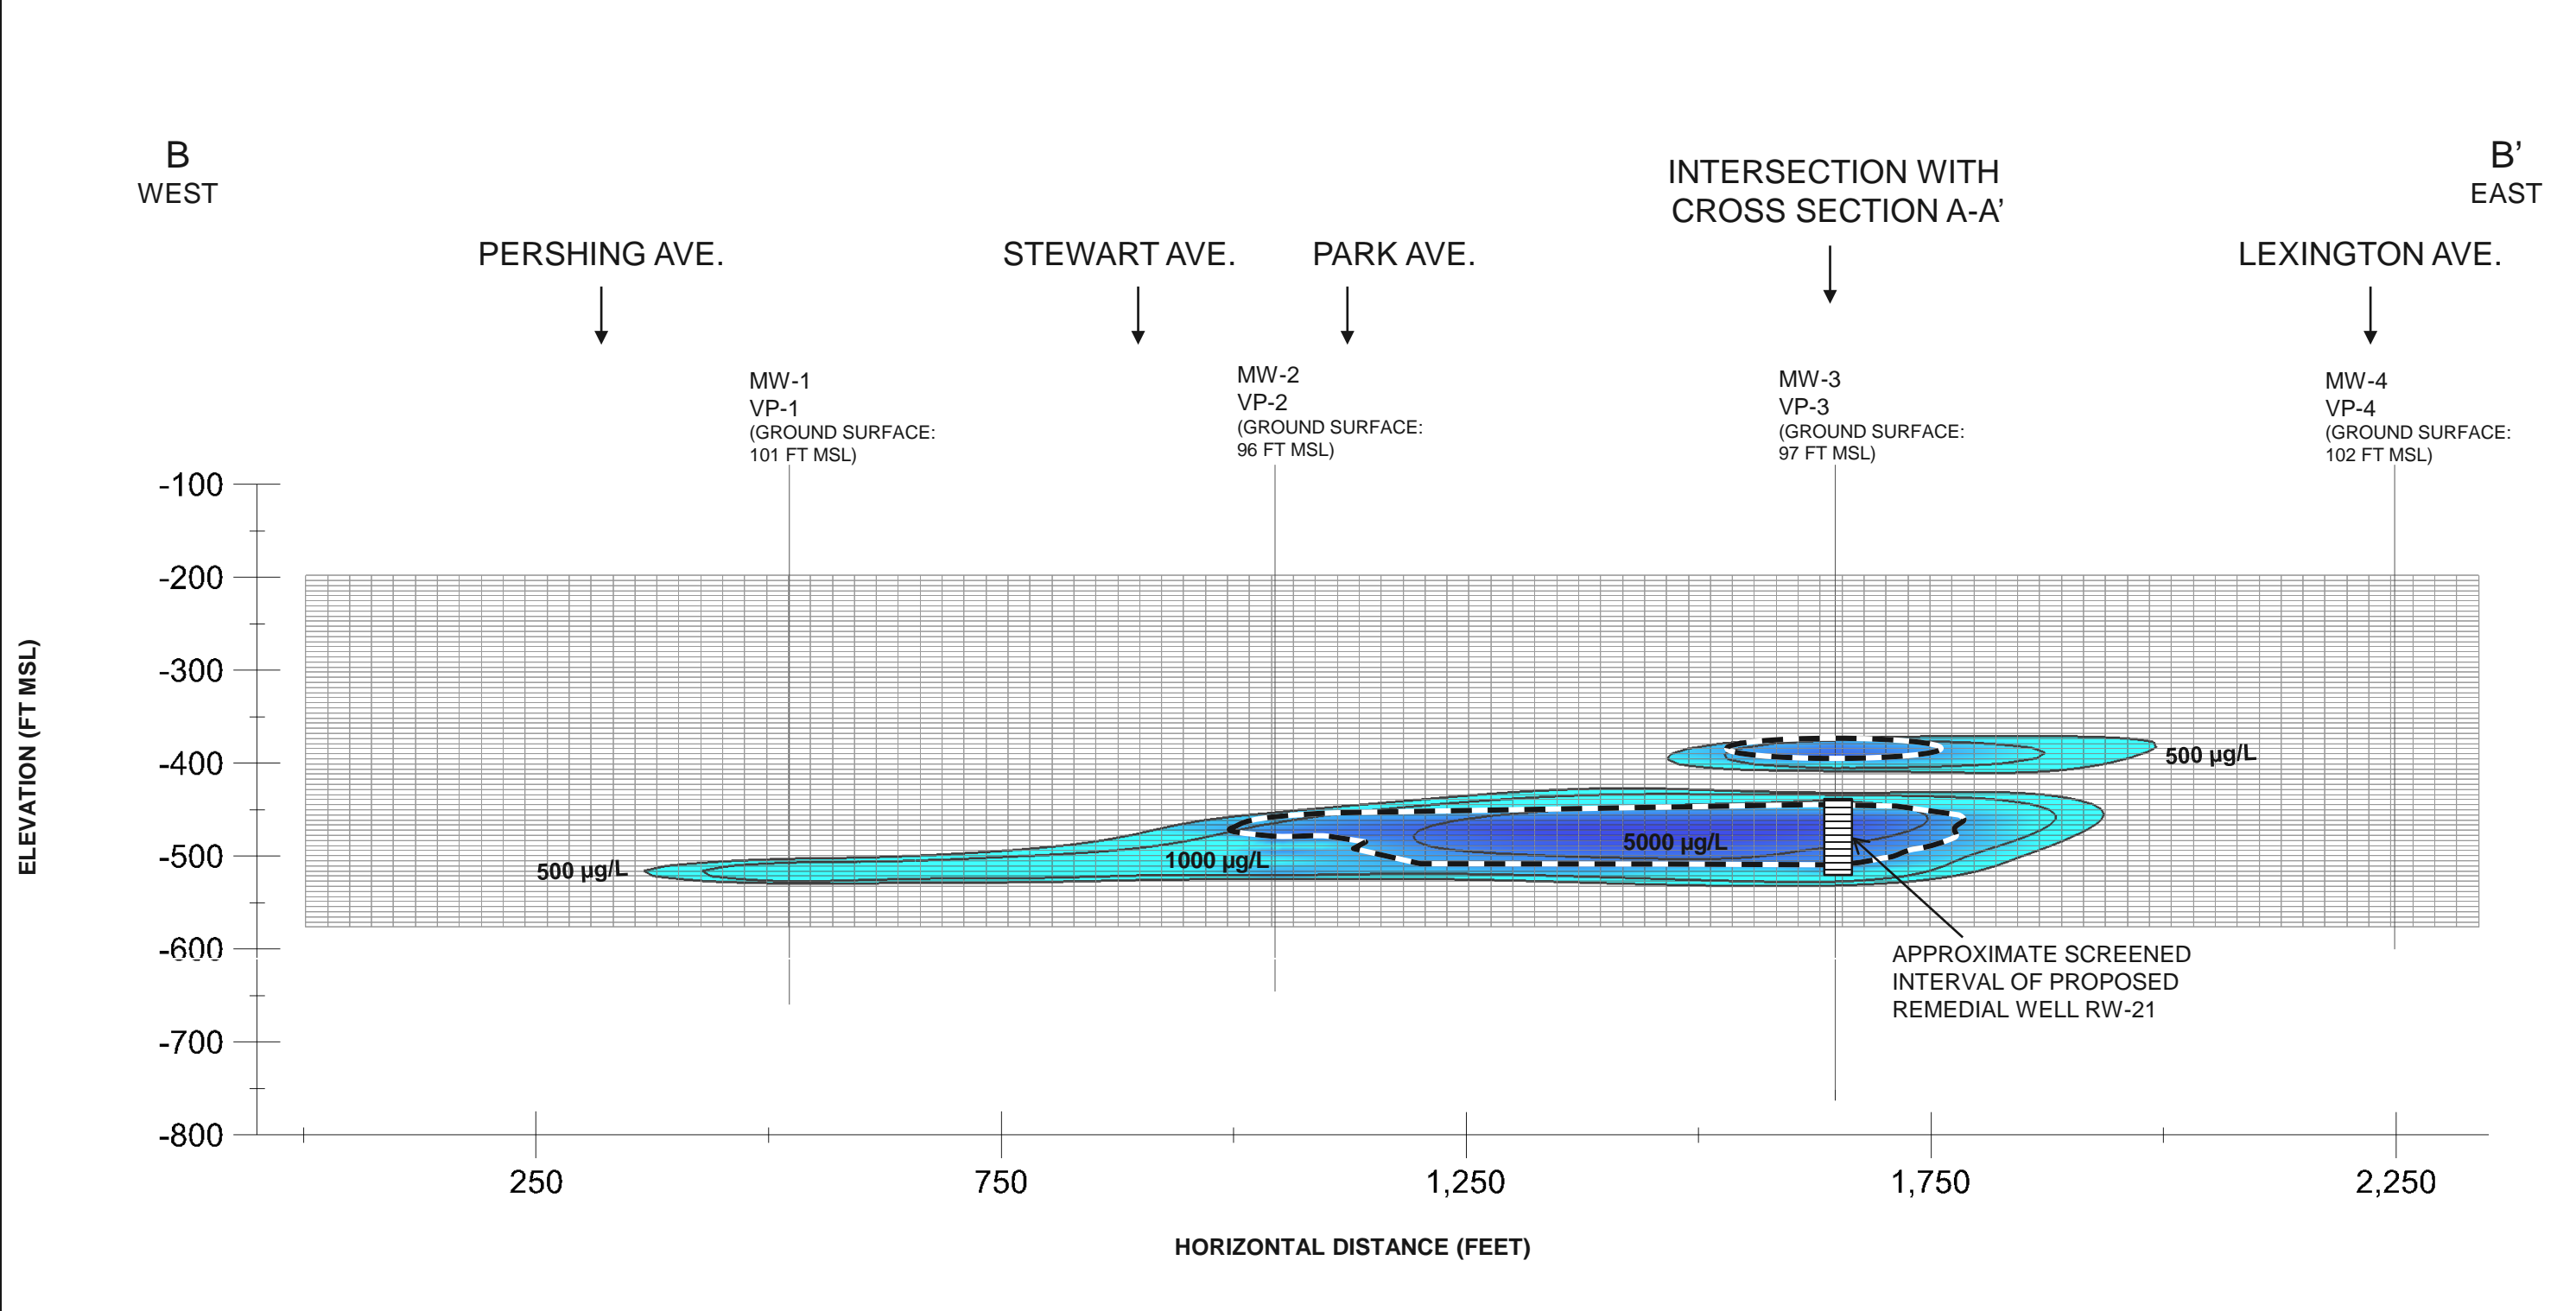 B
WEST
B’
EAST
INTERSECTION WITH
CROSS SECTION A-A’
PERSHING AVE.
STEWART AVE.
PARK AVE.
LEXINGTON AVE.
MW-1
VP-1
(GROUND SURFACE:
101 FT MSL)
MW-2
VP-2
(GROUND SURFACE:
96 FT MSL)
MW-3
VP-3
(GROUND SURFACE:
97 FT MSL)
MW-4
VP-4
(GROUND SURFACE:
102 FT MSL)
ELEVATION (FT MSL)
-100
-200
-300
-400
-500
-600
-700
-800
500 µg/L
500 µg/L
1000 µg/L
5000 µg/L
APPROXIMATE SCREENED
INTERVAL OF PROPOSED
REMEDIAL WELL RW-21
250
750
1,250
1,750
2,250
HORIZONTAL DISTANCE (FEET)